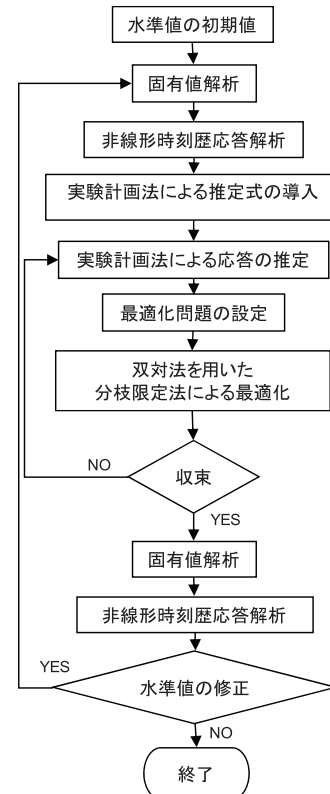 水準値の初期値
固有値解析
非線形時刻歴応答解析
実験計画法による推定式の導入
実験計画法による応答の推定
最適化問題の設定
双対法を用いた
分枝限定法による最適化
NO
収束
YES
固有値解析
非線形時刻歴応答解析
YES
水準値の修正
NO
終了